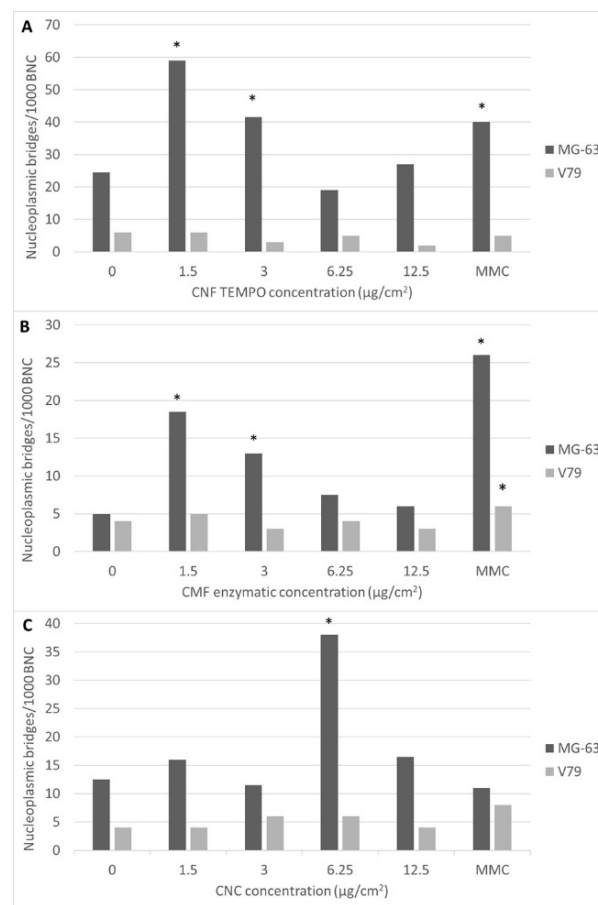 A
70
60
50
40
30
20
10
0
Nucleoplasmic bridges/1000 BNC
*
*
*
MG-63
V79
0 1.5 3 6.25 12.5 MMC
CNF TEMPO concentration (µg/cm²)
B
30
25
20
15
10
5
0
Nucleoplasmic bridges/1000 BNC
*
*
*
*
MG-63
V79
0 1.5 3 6.25 12.5 MMC
CMF enzymatic concentration (µg/cm²)
C
40
35
30
25
20
15
10
5
0
Nucleoplasmic bridges/1000 BNC
*
MG-63
V79
0 1.5 3 6.25 12.5 MMC
CNC concentration (µg/cm²)